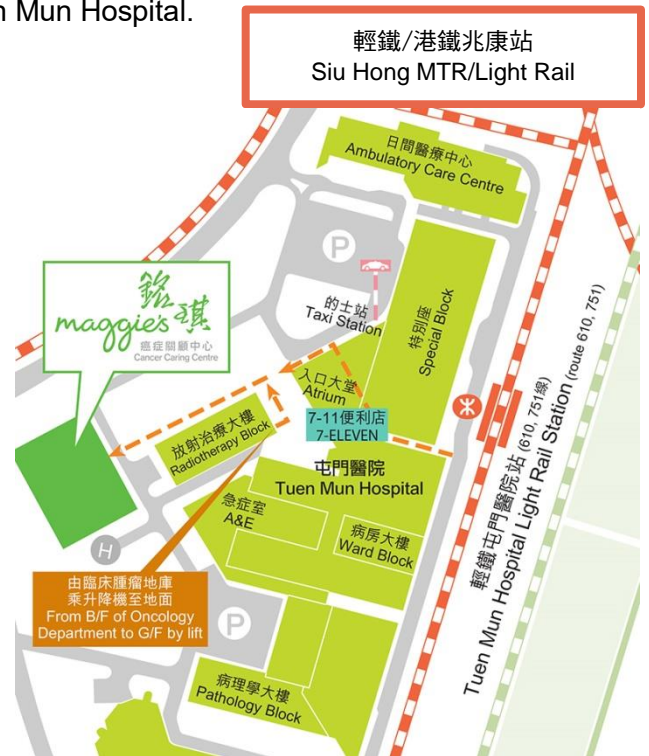 n Mun Hospital.
輕鐵/港鐵兆康站
Siu Hong MTR/Light Rail
日間醫療中心
Ambulatory Care Centre
P
的士站
Taxi Station
特別座
Special Block
銘琪
maggie's
癌症關顧中心
Cancer Caring Centre
入口大堂
Atrium
7-11便利店
7-ELEVEN
放射治療大樓
Radiotherapy Block
屯門醫院
Tuen Mun Hospital
急症室
A&E
病房大樓
Ward Block
輕鐵屯門醫院站 (610, 751線)
Tuen Mun Hospital Light Rail Station (route 610, 751)
H
由臨床腫瘤地庫
乘升降機至地面
From B/F of Oncology
Department to G/F by lift
P
病理學大樓
Pathology Block